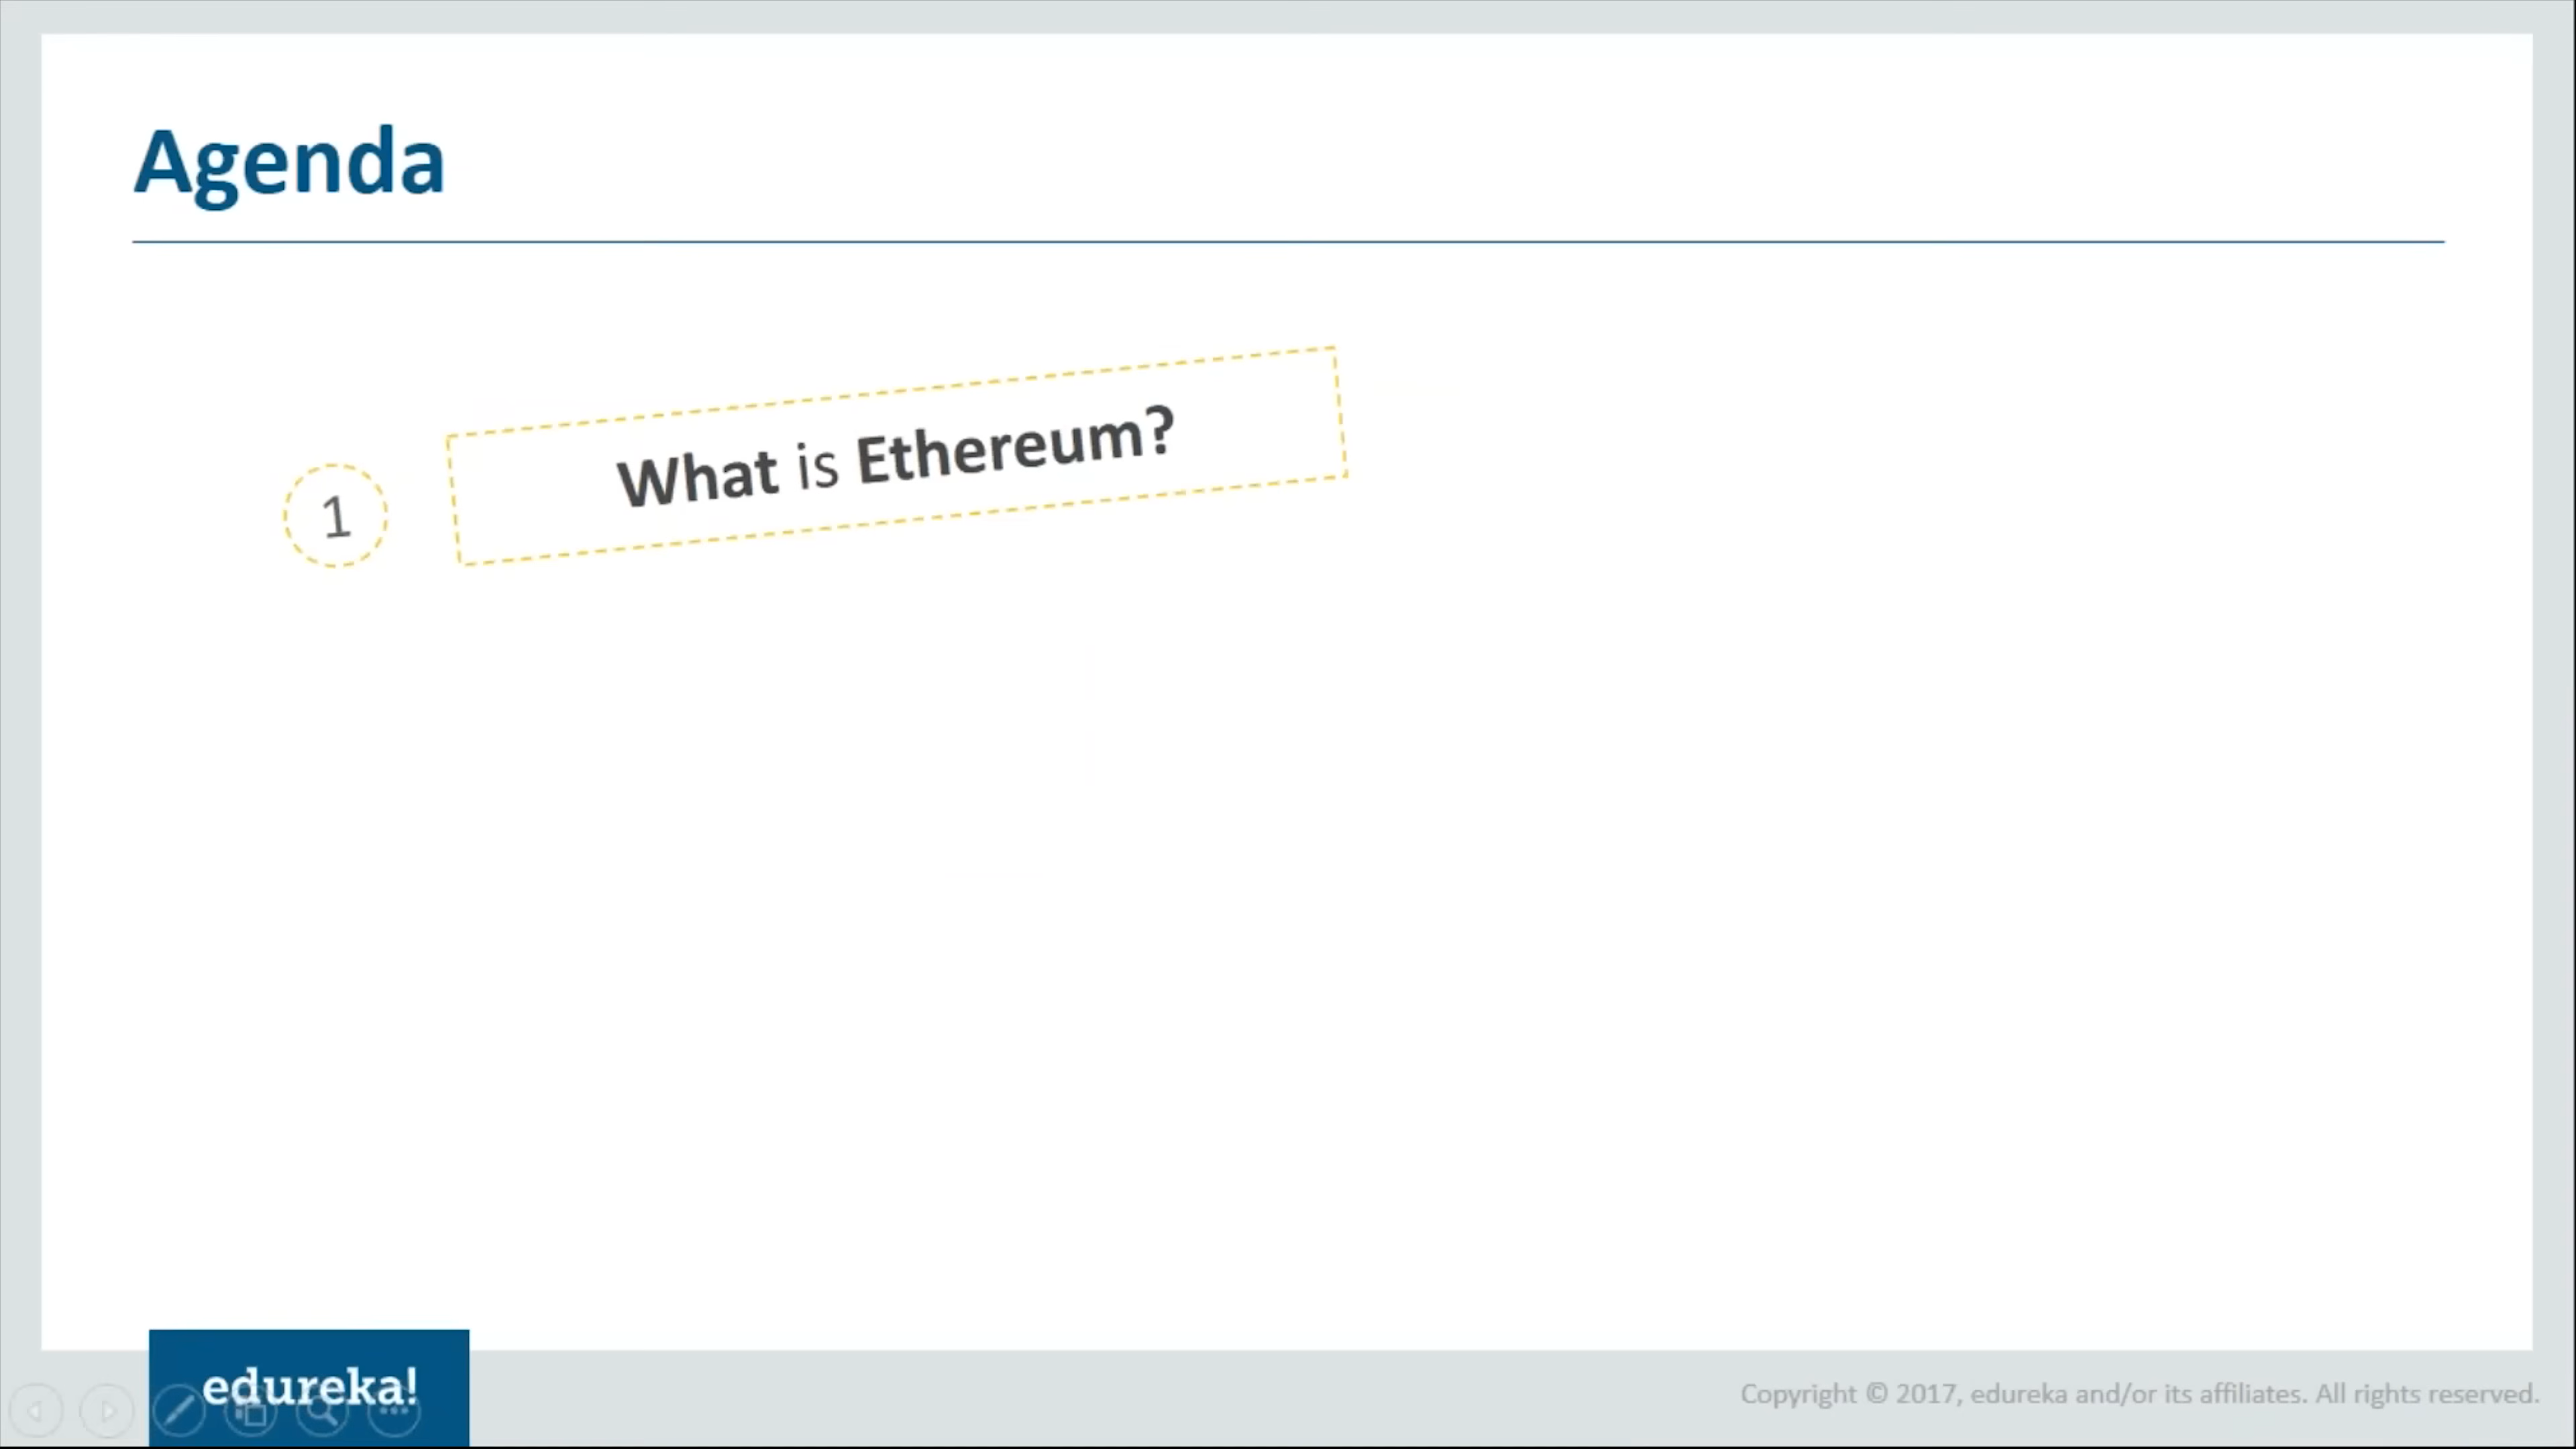 Agenda
1
What is Ethereum?
edureka!
Copyright © 2017, edureka and/or its affiliates. All rights reserved.